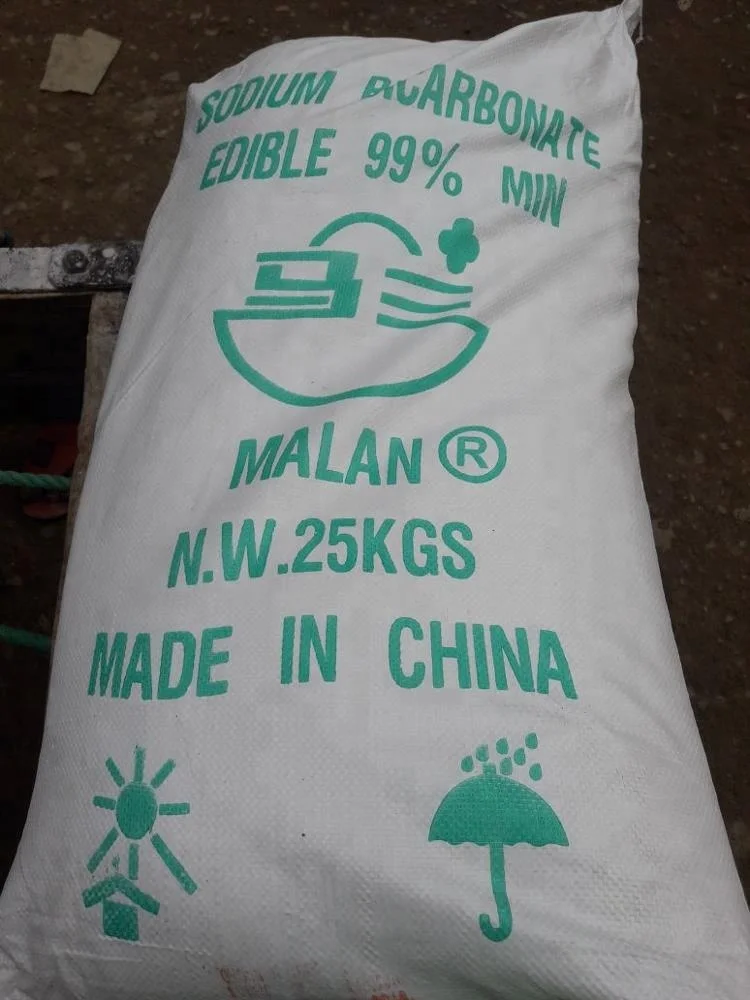 SODIUM BICARBONATE
EDIBLE 99% MIN
MALAN®
N.W.25KGS
MADE IN CHINA